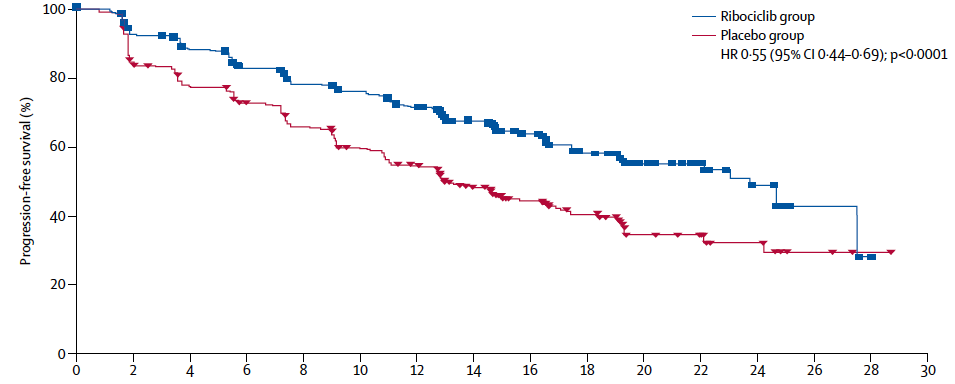 Ribociclib group
Placebo group
HR 0·55 (95% CI 0·44–0·69); p<0·0001
Progression-free survival (%)
100
80
60
40
20
0
0 2 4 6 8 10 12 14 16 18 20 22 24 26 28 30